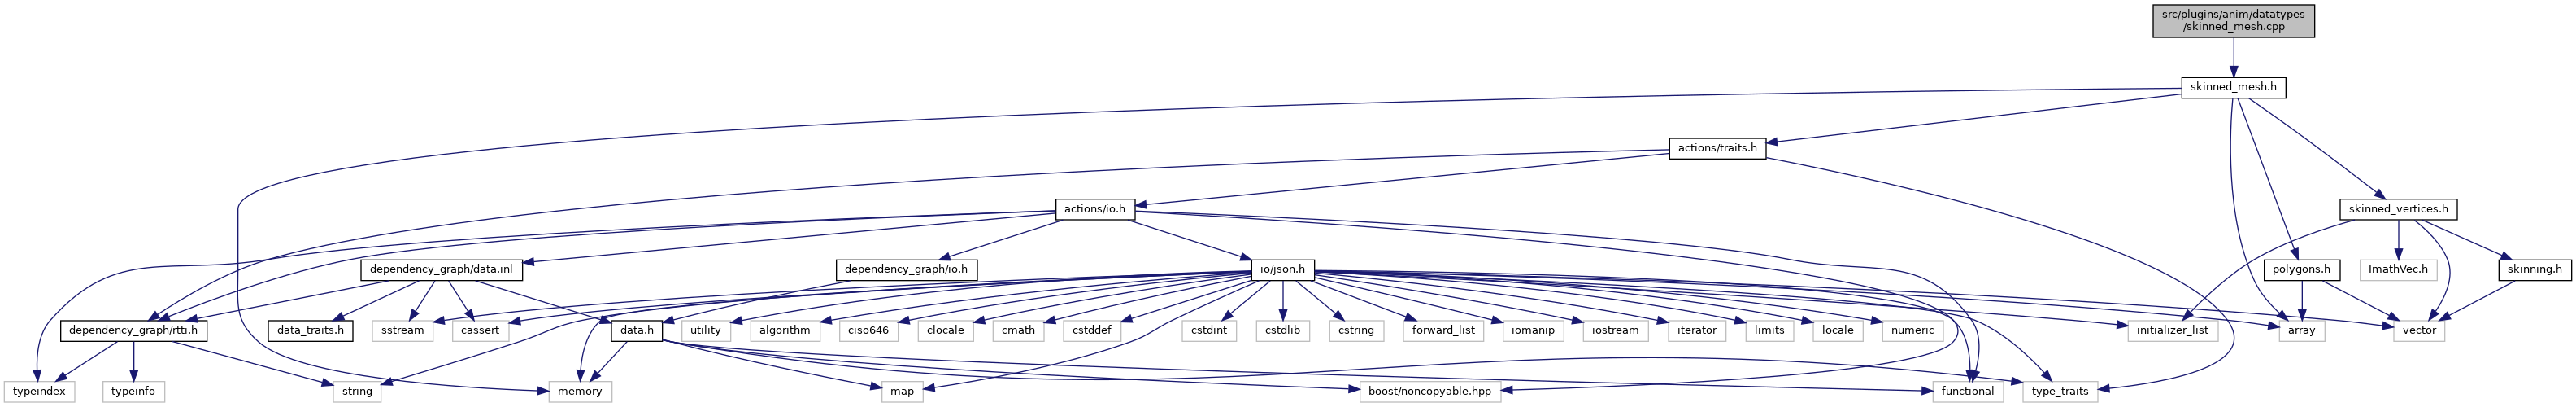 src/plugins/anim/datatypes
/skinned_mesh.cpp
skinned_mesh.h
actions/traits.h
actions/io.h
skinned_vertices.h
dependency_graph/data.inl
dependency_graph/io.h
io/json.h
polygons.h
ImathVec.h
skinning.h
dependency_graph/rtti.h
data_traits.h
sstream
cassert
data.h
utility
algorithm
ciso646
clocale
cmath
cstddef
cstdint
cstdlib
cstring
forward_list
iomanip
iostream
iterator
limits
locale
numeric
initializer_list
array
vector
typeindex
typeinfo
string
memory
map
boost/noncopyable.hpp
functional
type_traits